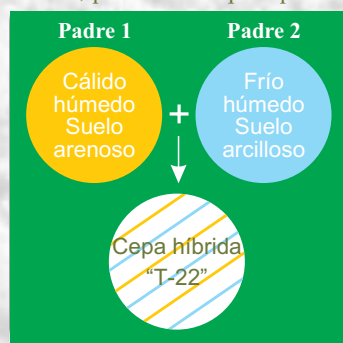 Padre 1
Padre 2
Cálido
húmedo
Suelo
arenoso
+
Frío
húmedo
Suelo
arcilloso
Cepa híbrida
“T-22”